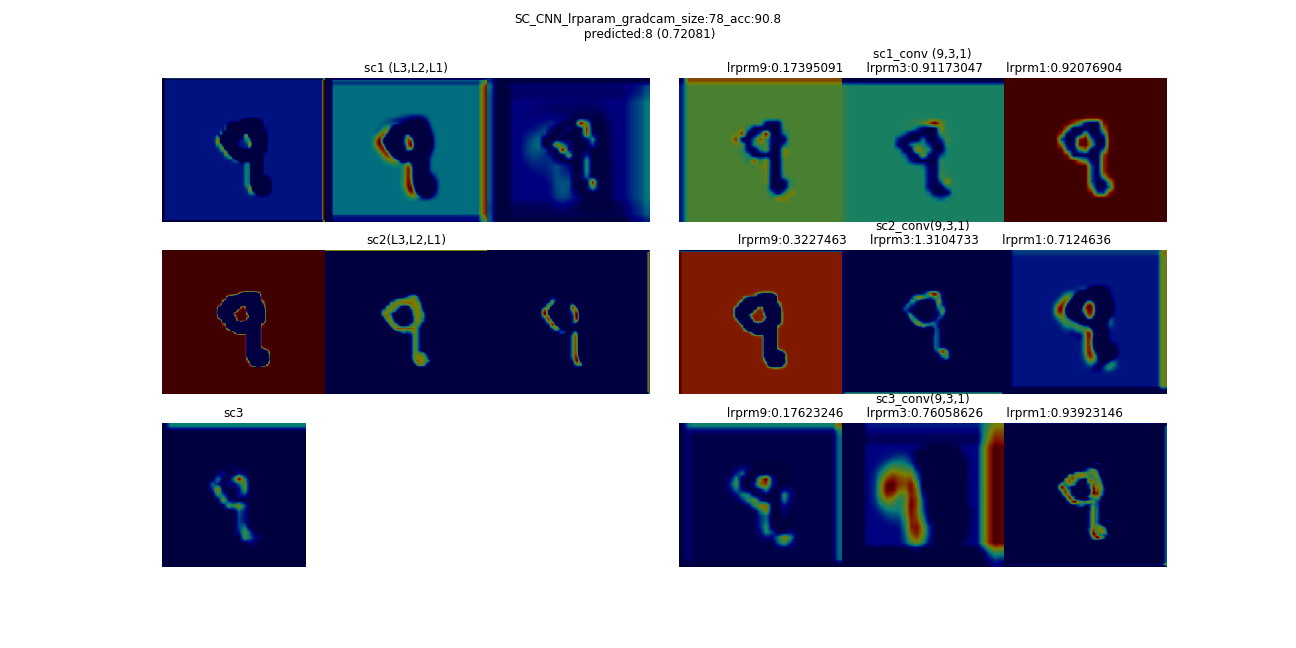 SC_CNN_lrparam_gradcam_size:78_acc:90.8
predicted:8 (0.72081)
sc1 (L3,L2,L1)
sc1_conv (9,3,1)
lrprm9:0.17395091 lrprm3:0.91173047 lrprm1:0.92076904
sc2(L3,L2,L1)
sc2_conv(9,3,1)
lrprm9:0.3227463 lrprm3:1.3104733 lrprm1:0.7124636
sc3
sc3_conv(9,3,1)
lrprm9:0.17623246 lrprm3:0.76058626 lrprm1:0.93923146